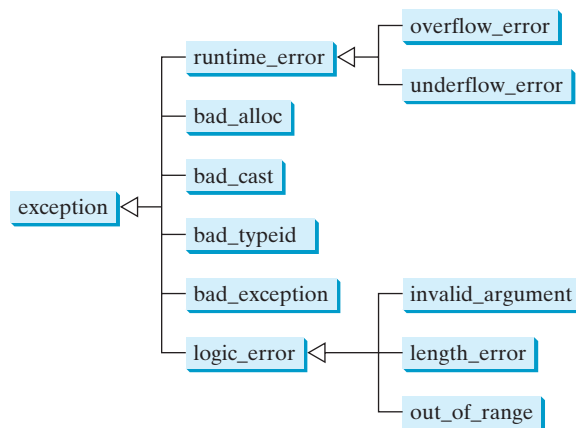 overflow_error
runtime_error
underflow_error
bad_alloc
bad_cast
exception
bad_typeid
bad_exception
invalid_argument
logic_error
length_error
out_of_range